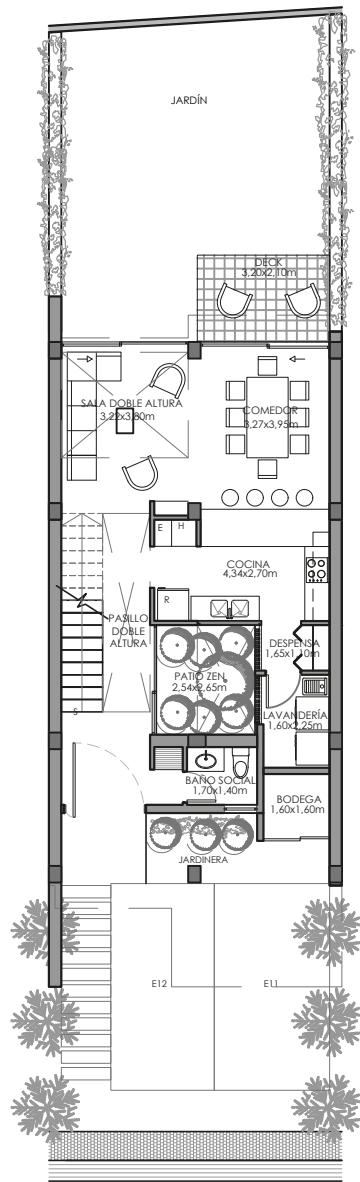 JARDÍN
DECK
3,20x2,10m
SALA DOBLE ALTURA
3,22x3,80m
COMEDOR
3,27x3,95m
E
H
COCINA
4,34x2,70m
R
PASILLO
DOBLE
ALTURA
DESPENSA
1,65x1,10m
PATIO ZEN
2,54x2,65m
S
LAVANDERÍA
1,60x2,25m
BAÑO SOCIAL
1,70x1,40m
BODEGA
1,60x1,60m
JARDINERA
E12
E11